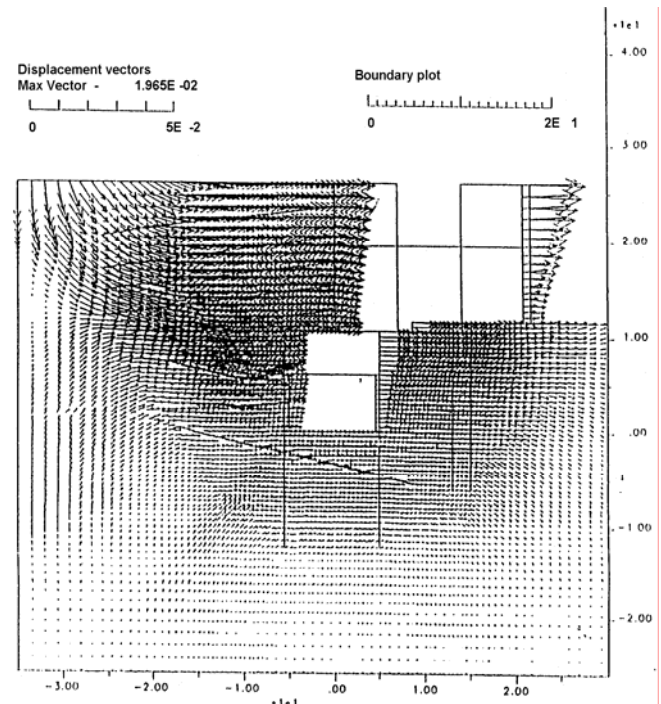 *1e1
4.00
Displacement vectors
Max Vector - 1.965E -02
0 5E -2
Boundary plot
0 2E 1
3.00
2.00
1.00
.00
-1.00
-2.00
-3.00 -2.00 -1.00 .00 1.00 2.00
*1e1